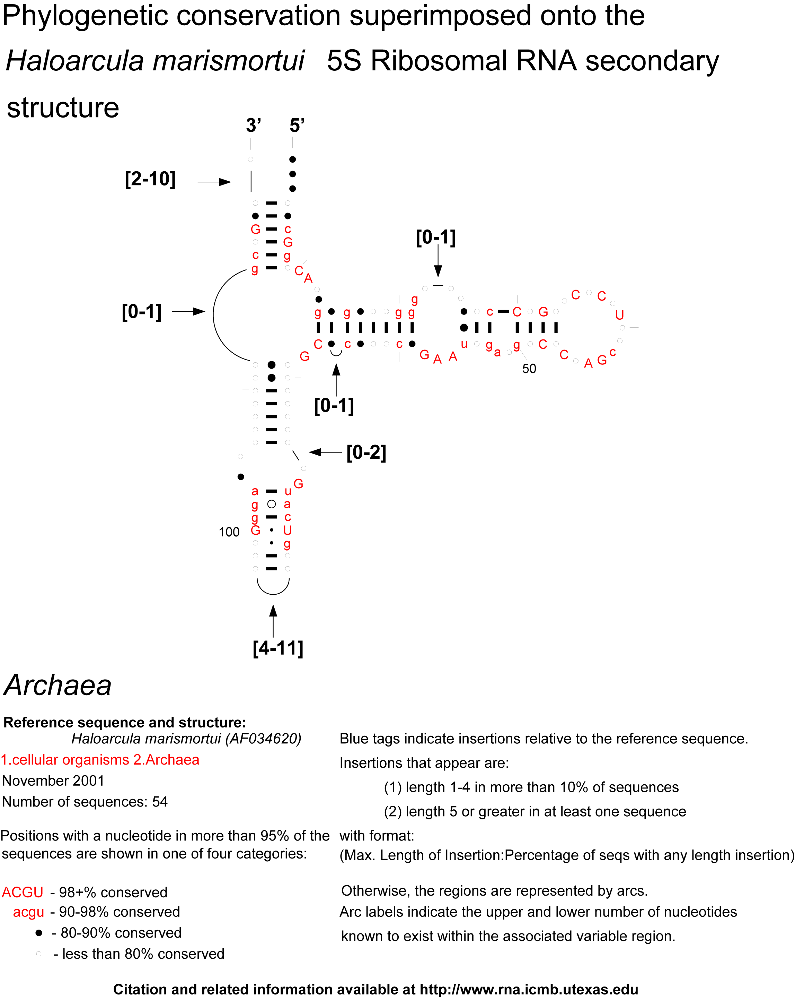 Phylogenetic conservation superimposed onto the
Haloarcula marismortui 5S Ribosomal RNA secondary
structure
3’ 5’
[2-10]
G c
G
c g
g
C
A
[0-1]
[0-1]
g
g g g g c C G
C C
U
C c c u g g C
a
G
G A A
C
A G c
50
[0-1]
[0-2]
G
a u
g a
g c
100 G U
g
[4-11]
Archaea
Reference sequence and structure:
Haloarcula marismortui (AF034620)
1.cellular organisms 2.Archaea
November 2001
Number of sequences: 54
Positions with a nucleotide in more than 95% of the
sequences are shown in one of four categories:
ACGU - 98+% conserved
acgu - 90-98% conserved
- 80-90% conserved
- less than 80% conserved
Blue tags indicate insertions relative to the reference sequence.
Insertions that appear are:
(1) length 1-4 in more than 10% of sequences
(2) length 5 or greater in at least one sequence
with format:
(Max. Length of Insertion:Percentage of seqs with any length insertion)
Otherwise, the regions are represented by arcs.
Arc labels indicate the upper and lower number of nucleotides
known to exist within the associated variable region.
Citation and related information available at http://www.rna.icmb.utexas.edu